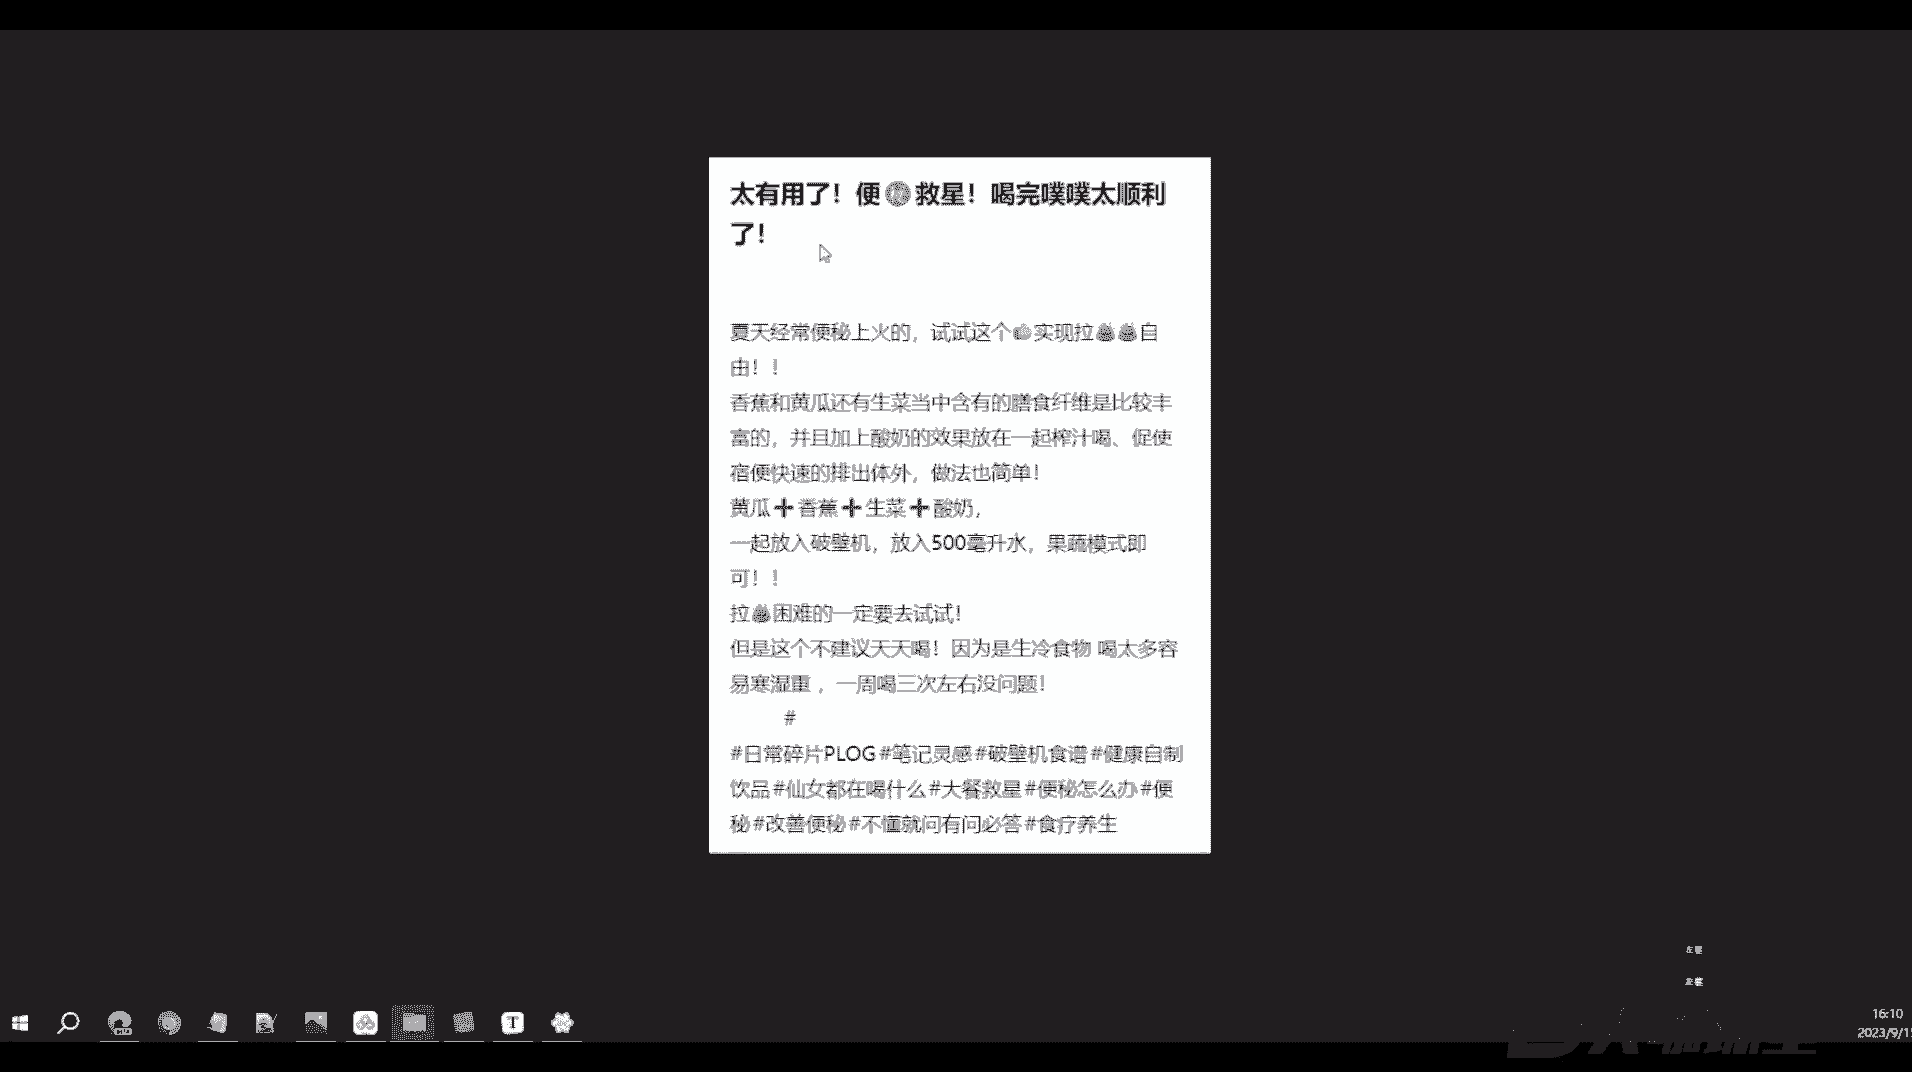 太有用了！便㊙️救星！喝完噗噗太顺利
了！
夏天经常便秘上火的，试试这个👍实现拉💩💩自
由！！
香蕉和黄瓜还有生菜当中含有的膳食纤维是比较丰
富的，并且加上酸奶的效果放在一起榨汁喝、促使
宿便快速的排出体外，做法也简单！
黄瓜➕香蕉➕生菜➕酸奶，
一起放入破壁机，放入500毫升水，果蔬模式即
可！！
拉💩困难的一定要去试试！
但是这个不建议天天喝！因为是生冷食物 喝太多容
易寒湿重 ，一周喝三次左右没问题！
#
#日常碎片PLOG#笔记灵感#破壁机食谱#健康自制
饮品#仙女都在喝什么#大餐救星#便秘怎么办#便
秘#改善便秘#不懂就问有问必答#食疗养生
左键
左键
T
16:10
2023/9/15